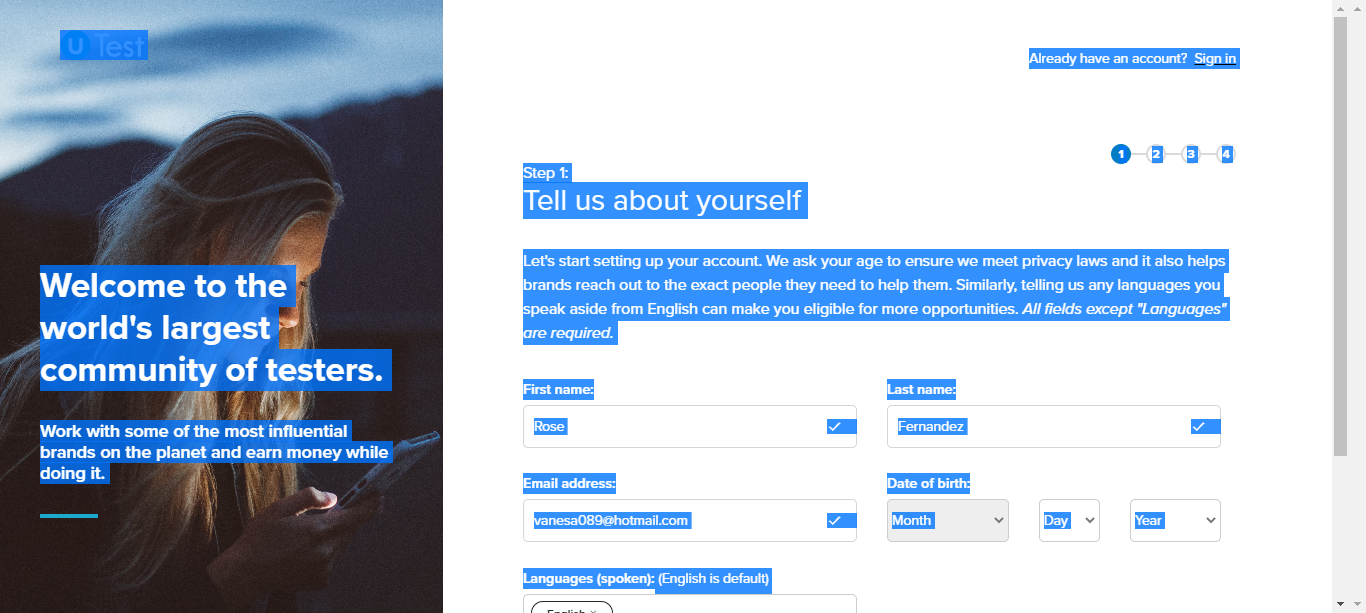 U Test
Already have an account? Sign in
1 2 3 4
Step 1:
Tell us about yourself
Let's start setting up your account. We ask your age to ensure we meet privacy laws and it also helps
brands reach out to the exact people they need to help them. Similarly, telling us any languages you
speak aside from English can make you eligible for more opportunities. All fields except "Languages"
are required.
Welcome to the
world's largest
community of testers.
Work with some of the most influential
brands on the planet and earn money while
doing it.
First name: Last name:
Rose Fernandez
Email address: Date of birth:
vanesa089@hotmail.com Month Day Year
Languages (spoken): (English is default)
English ×